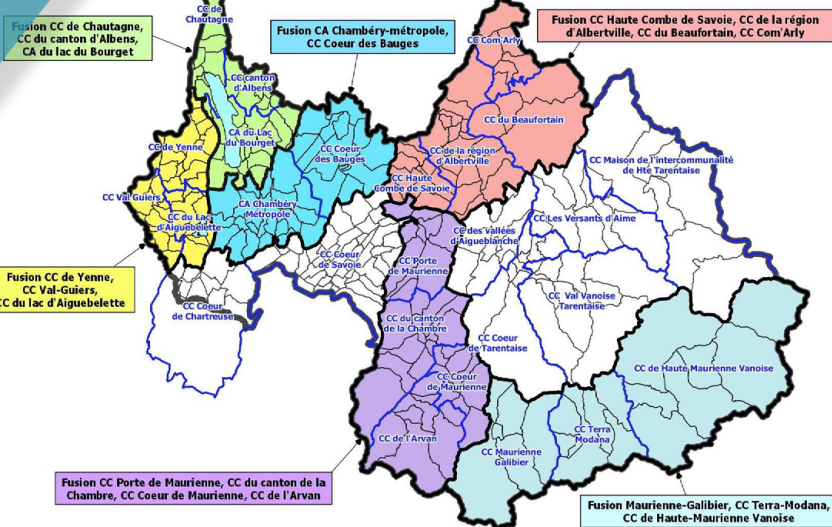 CC de
Chautagne
Fusion CC de Chautagne,
CC du canton d'Albens,
CA du lac du Bourget
Fusion CA Chambéry-métropole,
CC Coeur des Bauges
Fusion CC Haute Combe de Savoie, CC de la région
d'Albertville, CC du Beaufortain, CC Com'Arly
CC Com'Arly
CC canton
d'Albens
CC du Beaufortain
CA du Lac
du Bourget
CC de Yenne
CC Coeur
des Bauges
CC de la région
d'Albertville
CC Maison de l'intercommunalité
de Hte Tarentaise
CC Haute
Combe de Savoie
CC Val Guiers
CA Chambéry
Métropole
CC du Lac
d'Aiguebelette
CC des vallées
d'Aigueblanche
CC Les Versants d'Aime
CC Coeur
de Savoie
CC Porte
de Maurienne
Fusion CC de Yenne,
CC Val-Guiers,
CC du lac d'Aiguebelette
CC Coeur
de Chartreuse
CC Val Vanoise
Tarentaise
CC du canton
de la Chambre
CC Coeur
de Tarentaise
CC Coeur
de Maurienne
CC de Haute Maurienne Vanoise
CC de l'Arvan
CC Terra
Modana
CC Maurienne
Galibier
Fusion CC Porte de Maurienne, CC du canton de la
Chambre, CC Coeur de Maurienne, CC de l'Arvan
Fusion Maurienne-Galibier, CC Terra-Modana,
CC de Haute-Maurienne Vanoise